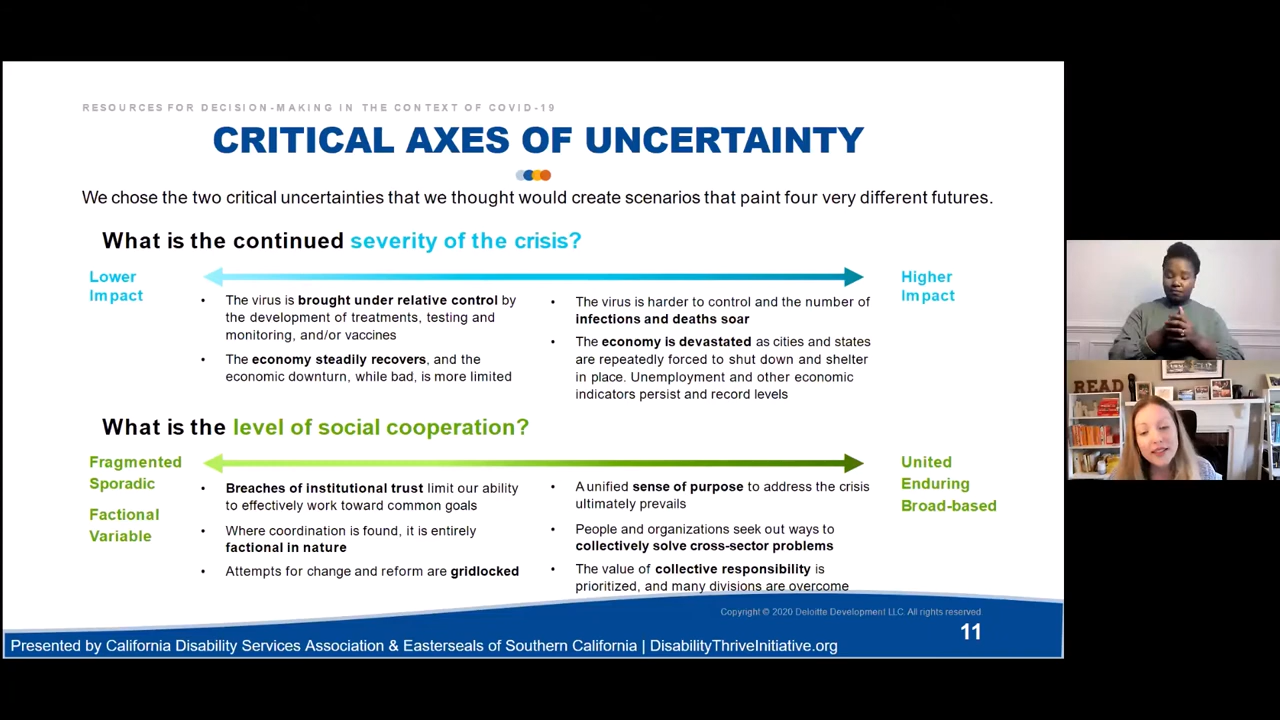 RESOURCES FOR DECISION-MAKING IN THE CONTEXT OF COVID-19
CRITICAL AXES OF UNCERTAINTY
We chose the two critical uncertainties that we thought would create scenarios that paint four very different futures.
What is the continued severity of the crisis?
Lower
Impact
• The virus is brought under relative control by
the development of treatments, testing and
monitoring, and/or vaccines
• The economy steadily recovers, and the
economic downturn, while bad, is more limited
• The virus is harder to control and the number of
infections and deaths soar
• The economy is devastated as cities and states
are repeatedly forced to shut down and shelter
in place. Unemployment and other economic
indicators persist and record levels
Higher
Impact
What is the level of social cooperation?
Fragmented
Sporadic
Factional
Variable
• Breaches of institutional trust limit our ability
to effectively work toward common goals
• Where coordination is found, it is entirely
factional in nature
• Attempts for change and reform are gridlocked
• A unified sense of purpose to address the crisis
ultimately prevails
• People and organizations seek out ways to
collectively solve cross-sector problems
• The value of collective responsibility is
prioritized, and many divisions are overcome
United
Enduring
Broad-based
Copyright © 2020 Deloitte Development LLC. All rights reserved
11
Presented by California Disability Services Association & Easterseals of Southern California | DisabilityThriveInitiative.org
READ